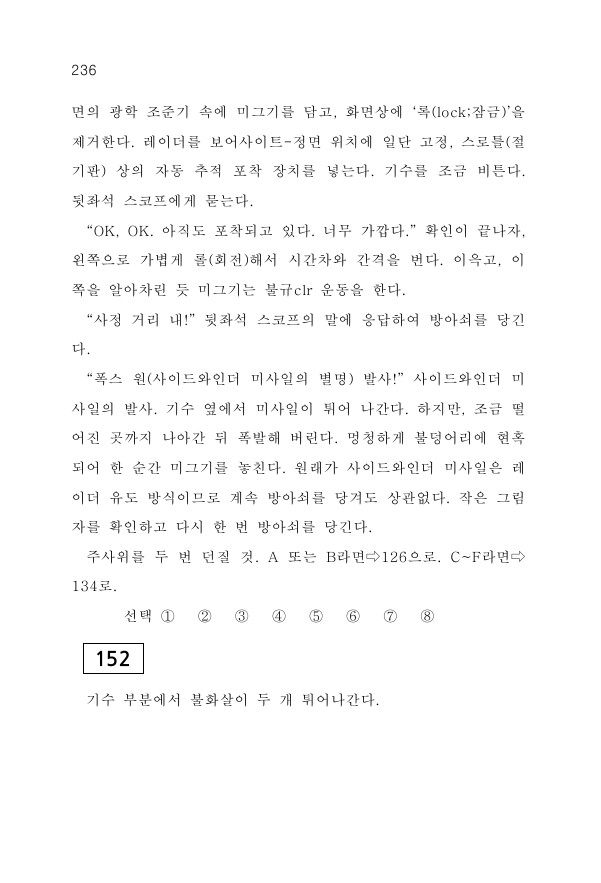 236
면의 광학 조준기 속에 미그기를 담고, 화면상에 ‘록(lock;잠금)’을
제거한다. 레이더를 보어사이트-정면 위치에 일단 고정, 스로틀(절
기판) 상의 자동 추적 포착 장치를 넣는다. 기수를 조금 비튼다.
뒷좌석 스코프에게 묻는다.
“OK, OK. 아직도 포착되고 있다. 너무 가깝다.” 확인이 끝나자,
왼쪽으로 가볍게 롤(회전)해서 시간차와 간격을 번다. 이윽고, 이
쪽을 알아차린 듯 미그기는 불규clr 운동을 한다.
“사정 거리 내!” 뒷좌석 스코프의 말에 응답하여 방아쇠를 당긴
다.
“폭스 원(사이드와인더 미사일의 별명) 발사!” 사이드와인더 미
사일의 발사. 기수 옆에서 미사일이 튀어 나간다. 하지만, 조금 떨
어진 곳까지 나아간 뒤 폭발해 버린다. 멍청하게 불덩어리에 현혹
되어 한 순간 미그기를 놓친다. 원래가 사이드와인더 미사일은 레
이더 유도 방식이므로 계속 방아쇠를 당겨도 상관없다. 작은 그림
자를 확인하고 다시 한 번 방아쇠를 당긴다.
주사위를 두 번 던질 것. A 또는 B라면⇨126으로. C~F라면⇨
134로.
선택 ① ② ③ ④ ⑤ ⑥ ⑦ ⑧
152
기수 부분에서 불화살이 두 개 튀어나간다.